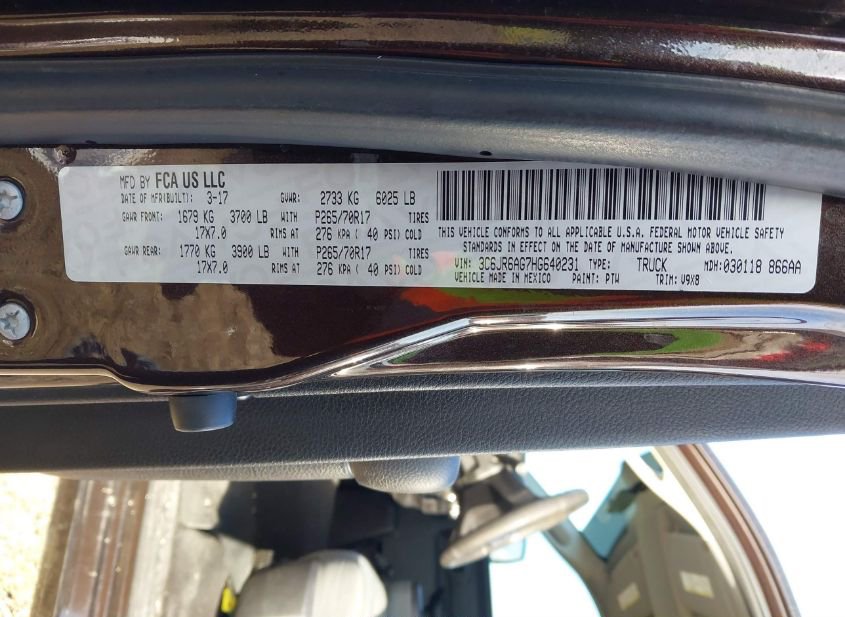 MFD BY FCA US LLC
DATE OF MFR(BUILT): 3-17 GVWR: 2733 KG 6025 LB
GAWR FRONT: 1679 KG 3700 LB WITH P265/70R17 TIRES
17X7.0 RIMS AT 276 KPA ( 40 PSI) COLD
GAWR REAR: 1770 KG 3900 LB WITH P265/70R17 TIRES
17X7.0 RIMS AT 276 KPA ( 40 PSI) COLD
THIS VEHICLE CONFORMS TO ALL APPLICABLE U.S.A. FEDERAL MOTOR VEHICLE SAFETY
STANDARDS IN EFFECT ON THE DATE OF MANUFACTURE SHOWN ABOVE.
VIN: 3C6JR6AG7HG640231 TYPE: TRUCK MDH:030118 866AA
VEHICLE MADE IN MEXICO PAINT: PTW TRIM: V9X8